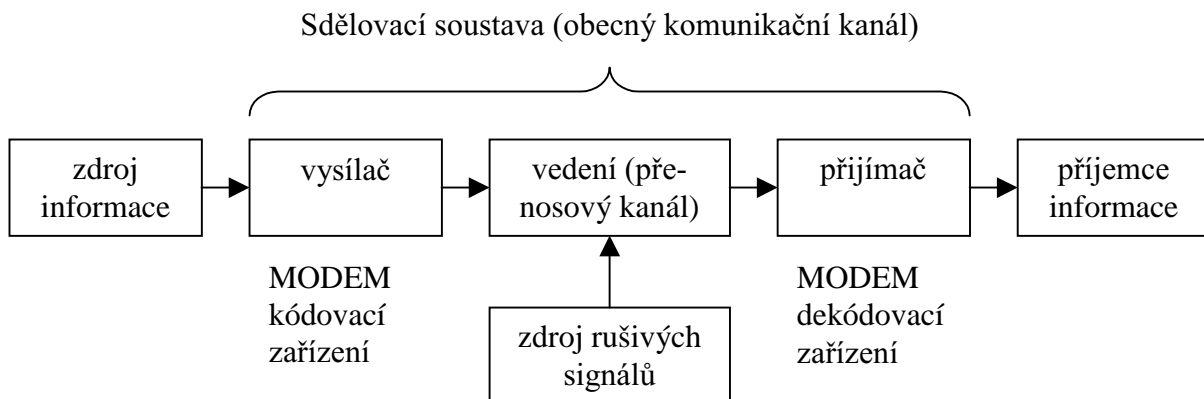 Sdělovací soustava (obecný komunikační kanál)
zdroj
informace
vysílač
vedení (pře-
nosový kanál)
přijímač
příjemce
informace
MODEM
kódovací
zařízení
zdroj rušivých
signálů
MODEM
dekódovací
zařízení